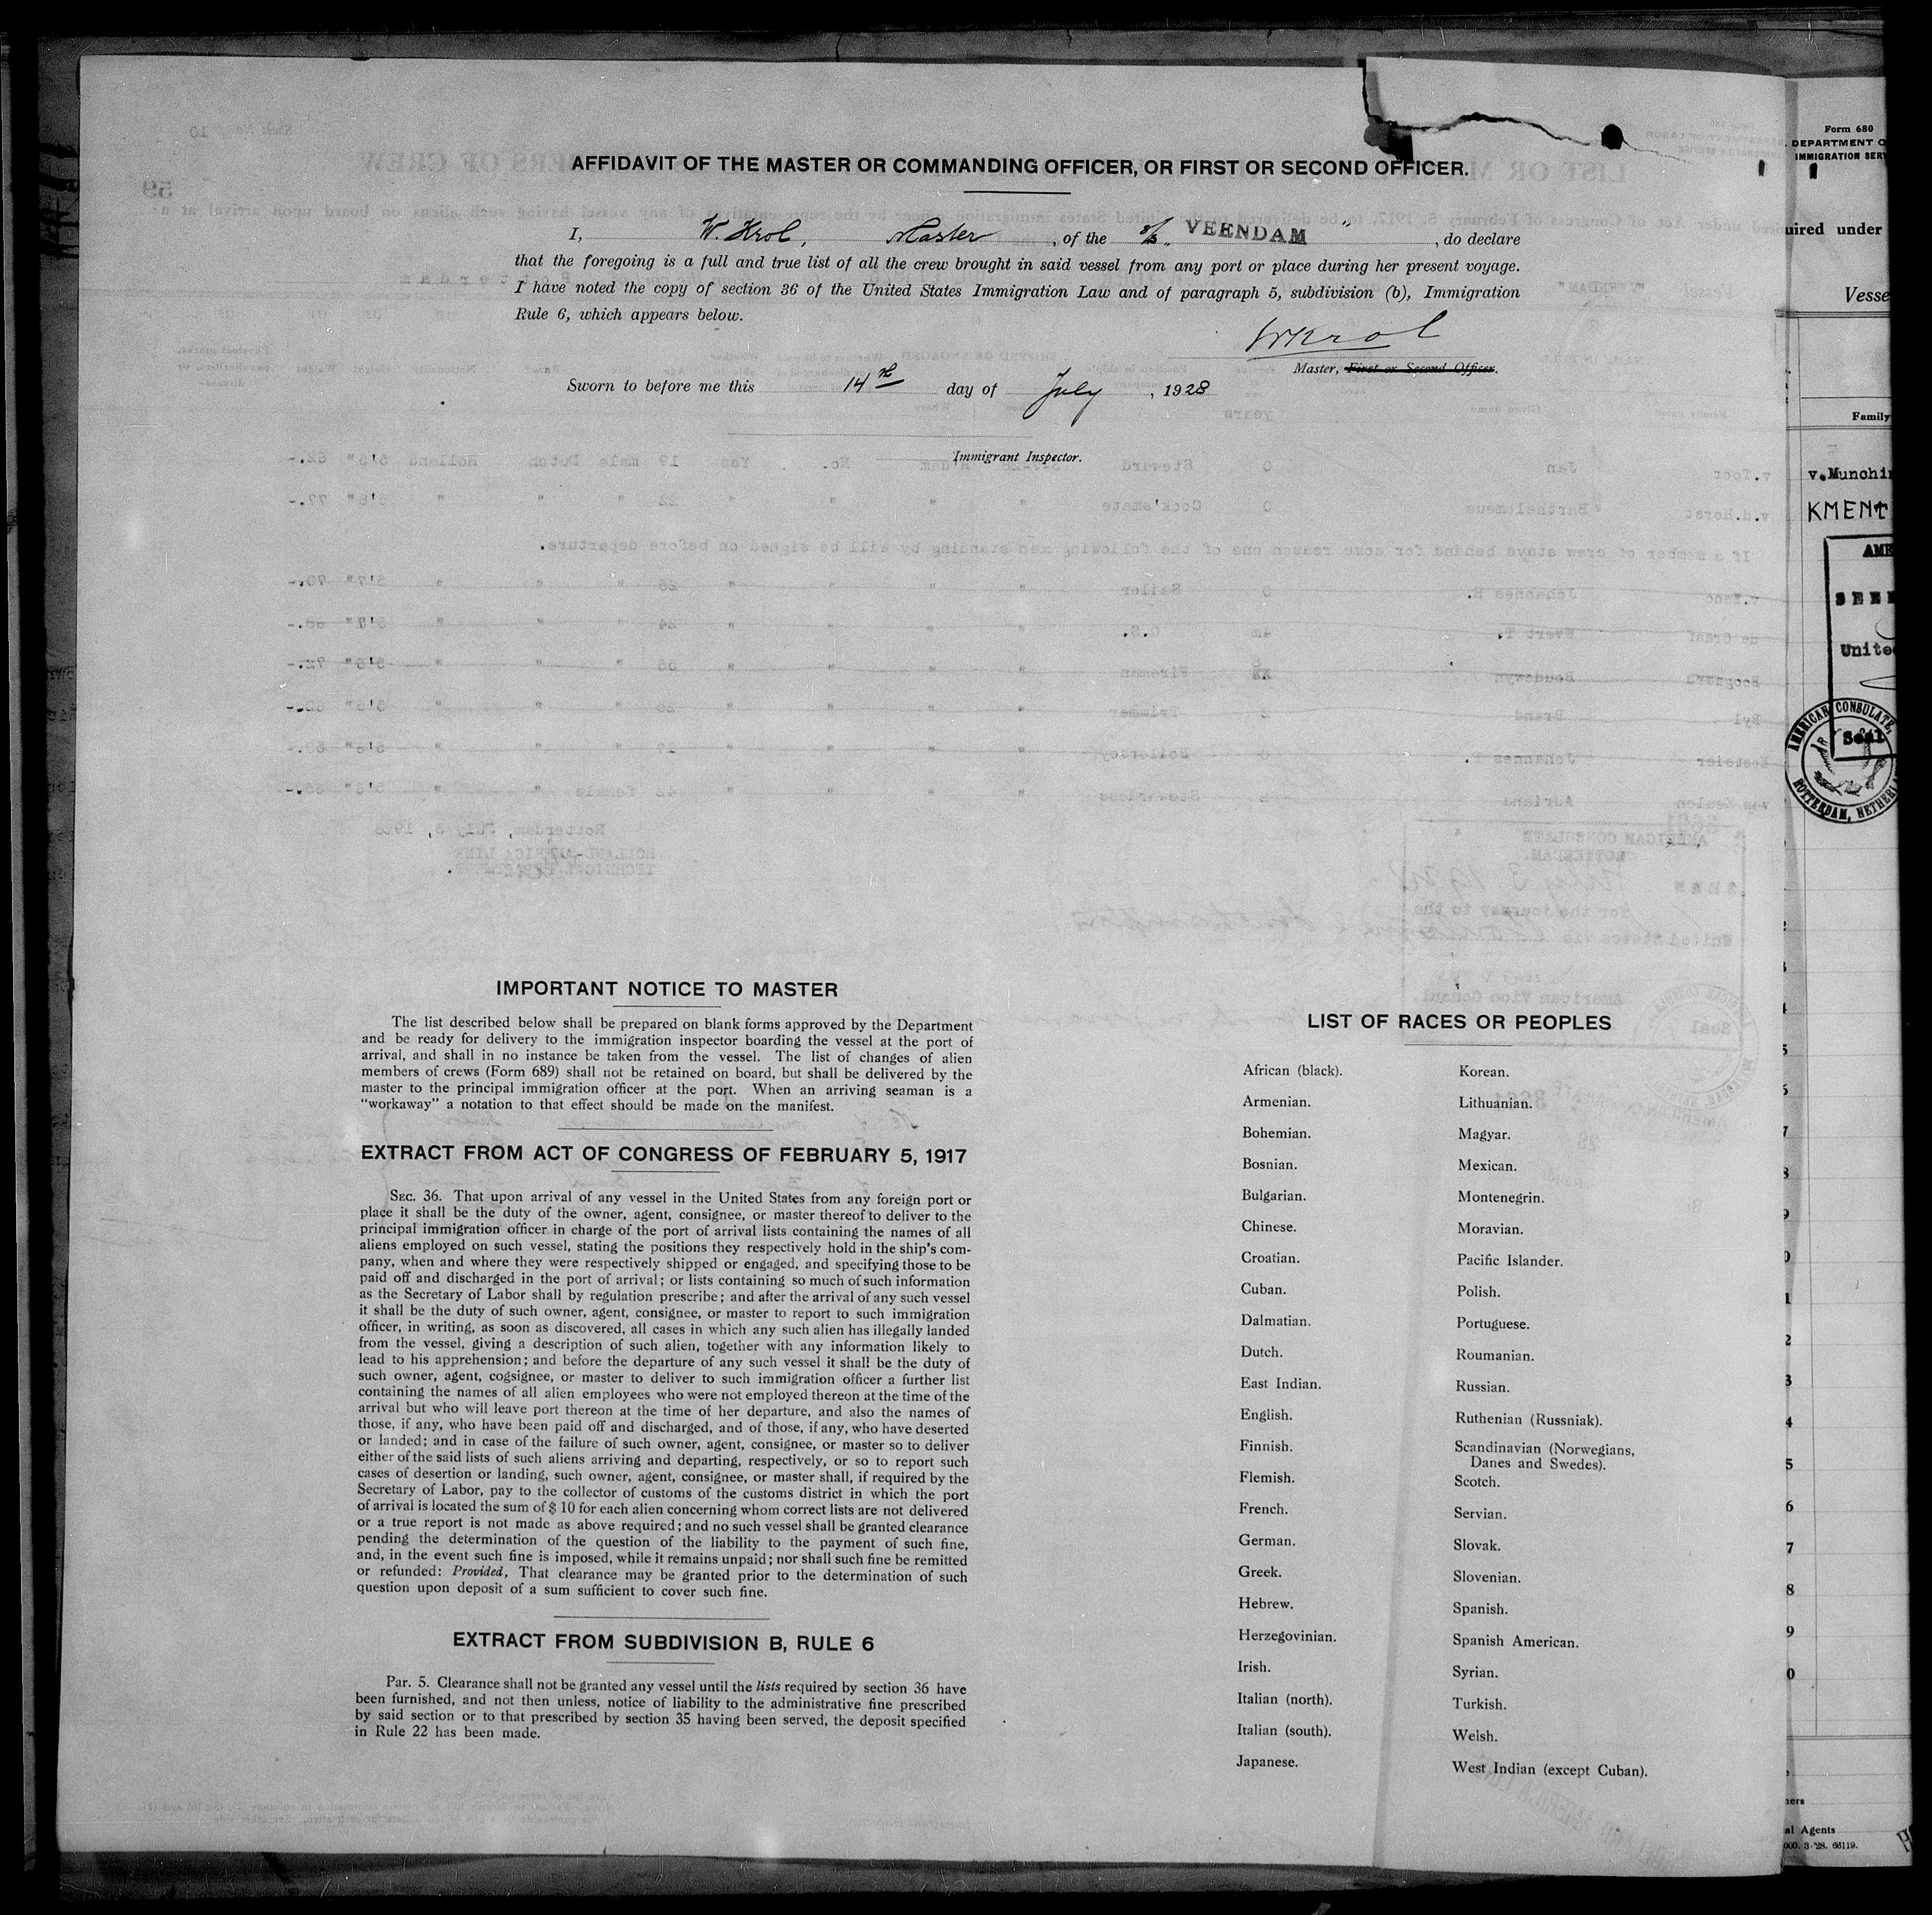 AFFIDAVIT OF THE MASTER OR COMMANDING OFFICER, OR FIRST OR SECOND OFFICER.
I, W. Krol, Master, of the S/S „ VEENDAM ", do declare
that the foregoing is a full and true list of all the crew brought in said vessel from any port or place during her present voyage.
I have noted the copy of section 36 of the United States Immigration Law and of paragraph 5, subdivision (b), Immigration
Rule 6, which appears below.
WKrol
Master, First or Second Officer.
Sworn to before me this 14th day of July, 1928
Immigrant Inspector.
IMPORTANT NOTICE TO MASTER
The list described below shall be prepared on blank forms approved by the Department
and be ready for delivery to the immigration inspector boarding the vessel at the port of
arrival, and shall in no instance be taken from the vessel. The list of changes of alien
members of crews (Form 689) shall not be retained on board, but shall be delivered by the
master to the principal immigration officer at the port. When an arriving seaman is a
“workaway” a notation to that effect should be made on the manifest.
EXTRACT FROM ACT OF CONGRESS OF FEBRUARY 5, 1917
SEC. 36. That upon arrival of any vessel in the United States from any foreign port or
place it shall be the duty of the owner, agent, consignee, or master thereof to deliver to the
principal immigration officer in charge of the port of arrival lists containing the names of all
aliens employed on such vessel, stating the positions they respectively hold in the ship's com-
pany, when and where they were respectively shipped or engaged, and specifying those to be
paid off and discharged in the port of arrival; or lists containing so much of such information
as the Secretary of Labor shall by regulation prescribe; and after the arrival of any such vessel
it shall be the duty of such owner, agent, consignee, or master to report to such immigration
officer, in writing, as soon as discovered, all cases in which any such alien has illegally landed
from the vessel, giving a description of such alien, together with any information likely to
lead to his apprehension; and before the departure of any such vessel it shall be the duty of
such owner, agent, cogsignee, or master to deliver to such immigration officer a further list
containing the names of all alien employees who were not employed thereon at the time of the
arrival but who will leave port thereon at the time of her departure, and also the names of
those, if any, who have been paid off and discharged, and of those, if any, who have deserted
or landed; and in case of the failure of such owner, agent, consignee, or master so to deliver
either of the said lists of such aliens arriving and departing, respectively, or so to report such
cases of desertion or landing, such owner, agent, consignee, or master shall, if required by the
Secretary of Labor, pay to the collector of customs of the customs district in which the port
of arrival is located the sum of $ 10 for each alien concerning whom correct lists are not delivered
or a true report is not made as above required; and no such vessel shall be granted clearance
pending the determination of the question of the liability to the payment of such fine,
and, in the event such fine is imposed, while it remains unpaid; nor shall such fine be remitted
or refunded: Provided, That clearance may be granted prior to the determination of such
question upon deposit of a sum sufficient to cover such fine.
EXTRACT FROM SUBDIVISION B, RULE 6
Par. 5. Clearance shall not be granted any vessel until the lists required by section 36 have
been furnished, and not then unless, notice of liability to the administrative fine prescribed
by said section or to that prescribed by section 35 having been served, the deposit specified
in Rule 22 has been made.
LIST OF RACES OR PEOPLES
African (black).
Armenian.
Bohemian.
Bosnian.
Bulgarian.
Chinese.
Croatian.
Cuban.
Dalmatian.
Dutch.
East Indian.
English.
Finnish.
Flemish.
French.
German.
Greek.
Hebrew.
Herzegovinian.
Irish.
Italian (north).
Italian (south).
Japanese.
Korean.
Lithuanian.
Magyar.
Mexican.
Montenegrin.
Moravian.
Pacific Islander.
Polish.
Portuguese.
Roumanian.
Russian.
Ruthenian (Russniak).
Scandinavian (Norwegians,
Danes and Swedes).
Scotch.
Servian.
Slovak.
Slovenian.
Spanish.
Spanish American.
Syrian.
Turkish.
Welsh.
West Indian (except Cuban).
Form 680
DEPARTMENT O
IMMIGRATION SER
uired under
Vesse
Family
v.Munchi
KMENT
AME
SEEN
Unite
AMERICAN CONSULATE,
Seal
ROTTERDAM, NETHERLA
al Agents
3-'28. 66119.